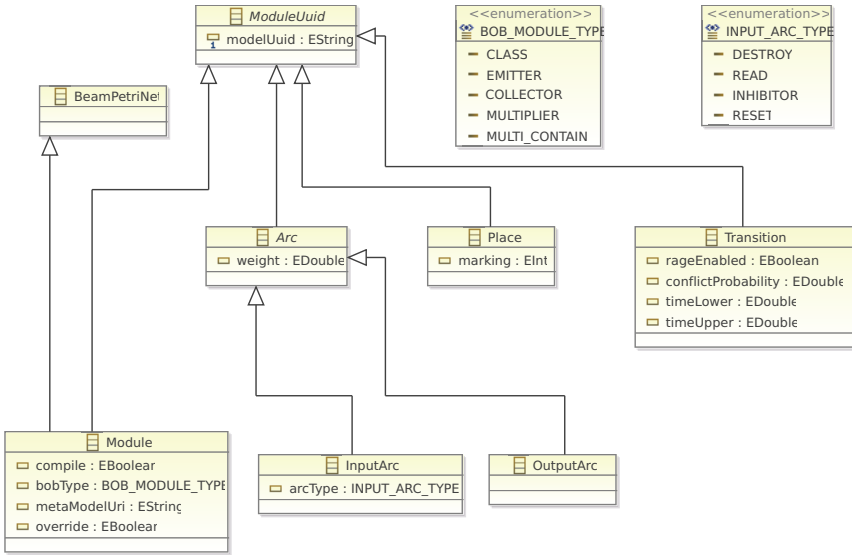 ModuleUuid
modelUuid : EString
1
<<enumeration>>
BOB_MODULE_TYPE
CLASS
EMITTER
COLLECTOR
MULTIPLIER
MULTI_CONTAIN
<<enumeration>>
INPUT_ARC_TYPE
DESTROY
READ
INHIBITOR
RESET
BeamPetriNet
Arc
weight : EDouble
Place
marking : EInt
Transition
rageEnabled : EBoolean
conflictProbability : EDouble
timeLower : EDouble
timeUpper : EDouble
Module
compile : EBoolean
bobType : BOB_MODULE_TYPE
metaModelUri : EString
override : EBoolean
InputArc
arcType : INPUT_ARC_TYPE
OutputArc